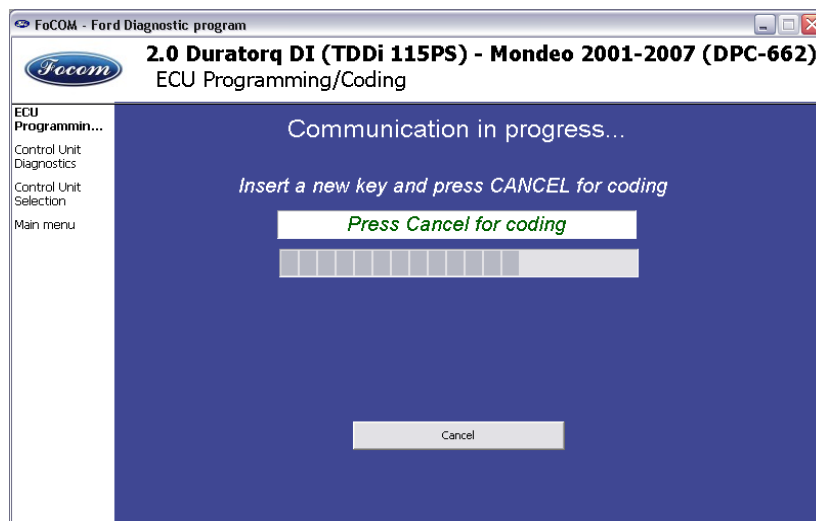 FoCOM - Ford Diagnostic program
Focom
2.0 Duratorq DI (TDDi 115PS) - Mondeo 2001-2007 (DPC-662)
ECU Programming/Coding
ECU
Programmin...
Control Unit
Diagnostics
Control Unit
Selection
Main menu
Communication in progress...
Insert a new key and press CANCEL for coding
Press Cancel for coding
Cancel